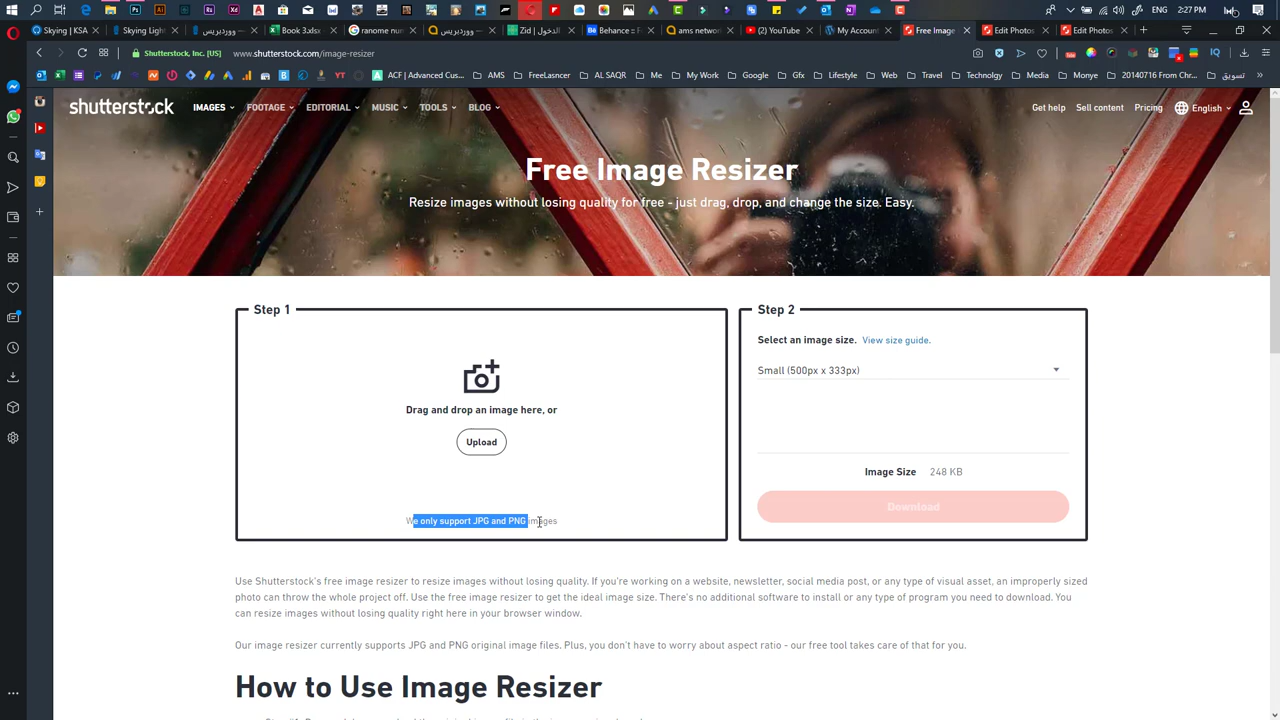 ENG
2:27 PM
Skying | KSA
Skying Light
ووردبريس
Book 3.xlsx
ranome num
ووردبريس —
Zid | الدخول
Behance :: F
ams networ
(2) YouTube
My Account
Free Image
Edit Photos
Edit Photos
Shutterstock, Inc. [US]
www.shutterstock.com/image-resizer
YT
ACF | Advanced Cus...
AMS
FreeLasner
AL SAQR
Me
My Work
Google
Gfx
Lifestyle
Web
Travel
Technolgy
Media
Monye
20140716 From Chr...
تسويق
shutterstock
IMAGES
FOOTAGE
EDITORIAL
MUSIC
TOOLS
BLOG
Get help
Sell content
Pricing
English
Free Image Resizer
Resize images without losing quality for free - just drag, drop, and change the size. Easy.
Step 1
Drag and drop an image here, or
Upload
We only support JPG and PNG images
Step 2
Select an image size. View size guide.
Small (500px x 333px)
Image Size 248 KB
Download
Use Shutterstock's free image resizer to resize images without losing quality. If you're working on a website, newsletter, social media post, or any type of visual asset, an improperly sized
photo can throw the whole project off. Use the free image resizer to get the ideal image size. There's no additional software to install or any type of program you need to download. You
can resize images without losing quality right here in your browser window.
Our image resizer currently supports JPG and PNG original image files. Plus, you don't have to worry about aspect ratio - our free tool takes care of that for you.
How to Use Image Resizer